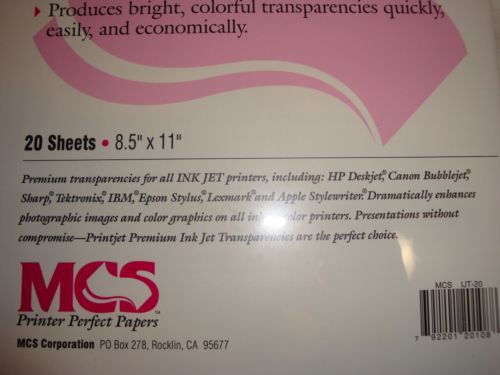 Produces bright, colorful transparencies quickly,
easily, and economically.
20 Sheets • 8.5" x 11"
Premium transparencies for all INK JET printers, including: HP Deskjet,® Canon Bubblejet,®
Sharp,® Tektronix,® IBM,® Epson Stylus,® Lexmark® and Apple Stylewriter.® Dramatically enhances
photographic images and color graphics on all ink color printers. Presentations without
compromise—Printjet Premium Ink Jet Transparencies are the perfect choice.
MCS™
Printer Perfect Papers
MCS Corporation PO Box 278, Rocklin, CA 95677
MCS IJT-20
7 92201 20108